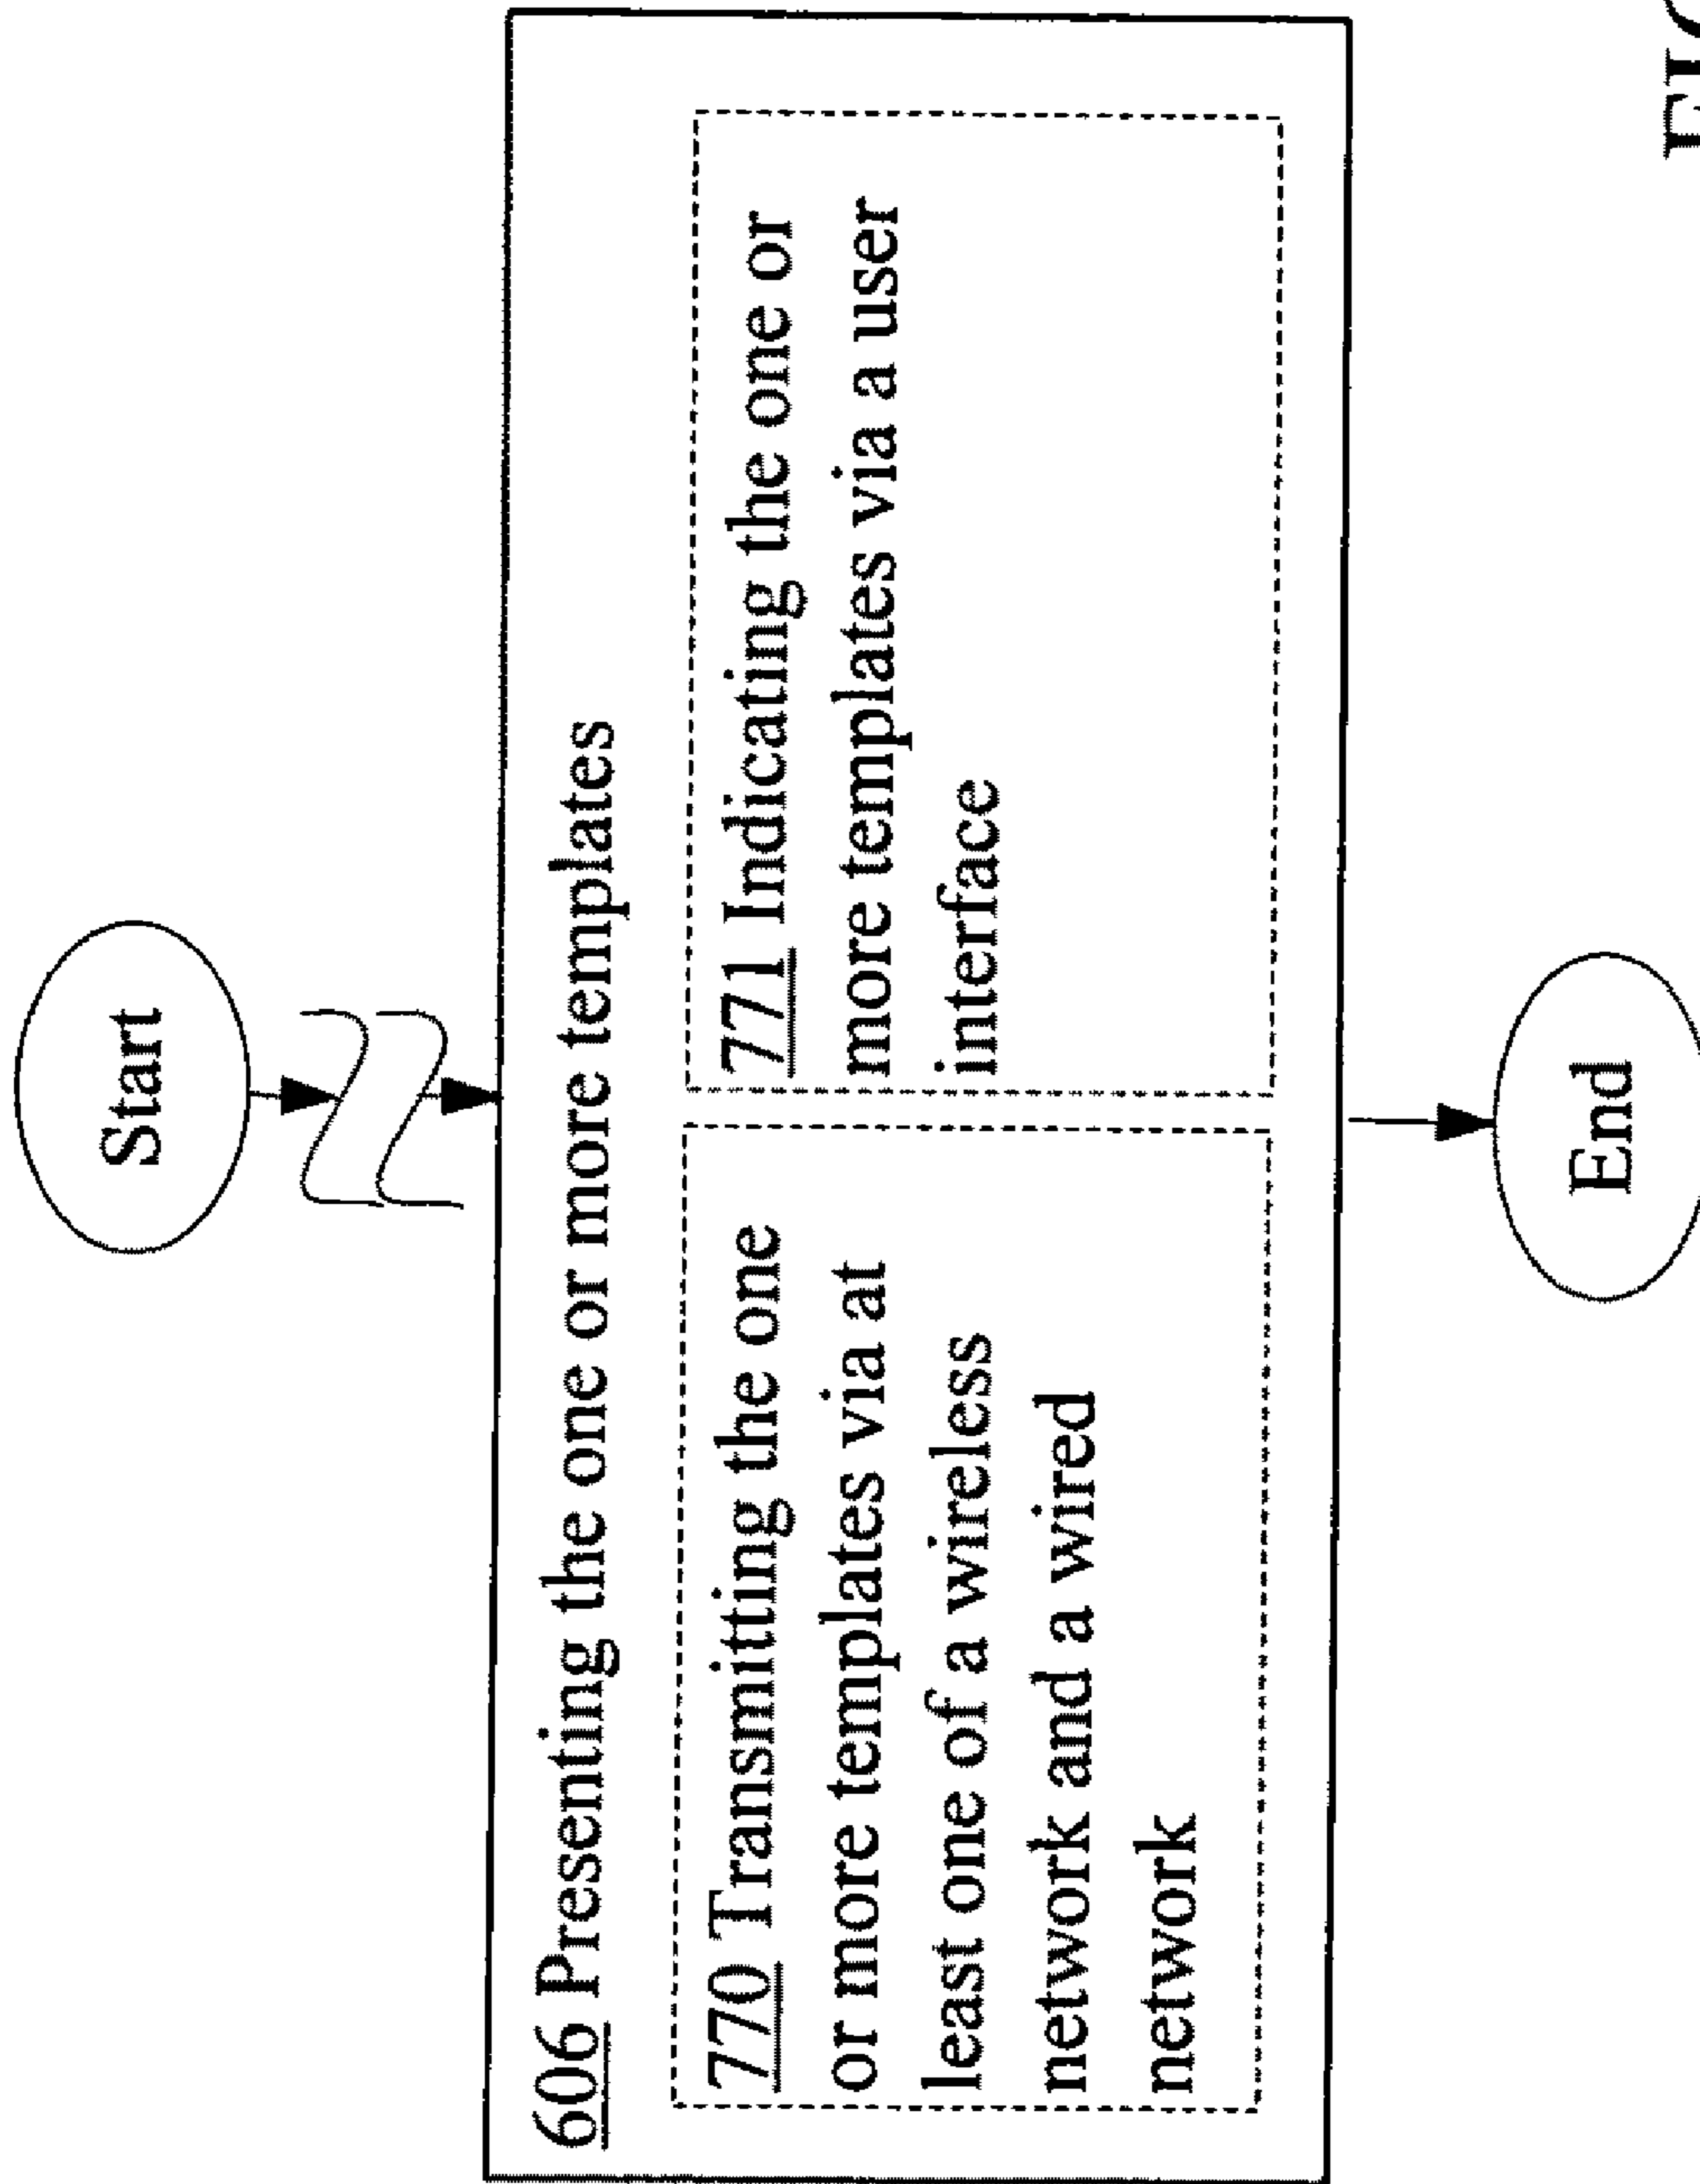 Start
606 Presenting the one or more templates
770 Transmitting the one
or more templates via at
least one of a wireless
network and a wired
network
771 Indicating the one or
more templates via a user
interface
End